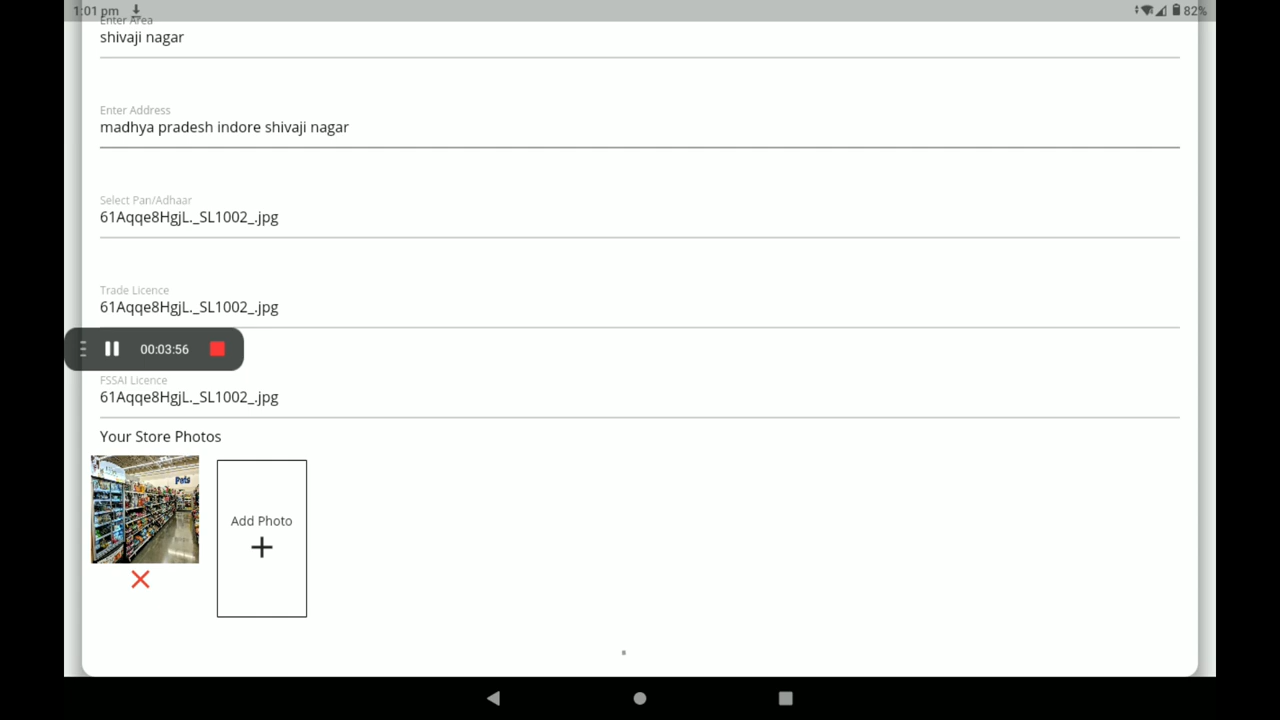 1:01 pm
82%
Enter Area
shivaji nagar
Enter Address
madhya pradesh indore shivaji nagar
Select Pan/Adhaar
61Aqqe8HgjL._SL1002_.jpg
Trade Licence
61Aqqe8HgjL._SL1002_.jpg
00:03:56
FSSAI Licence
61Aqqe8HgjL._SL1002_.jpg
Your Store Photos
Pets
Add Photo